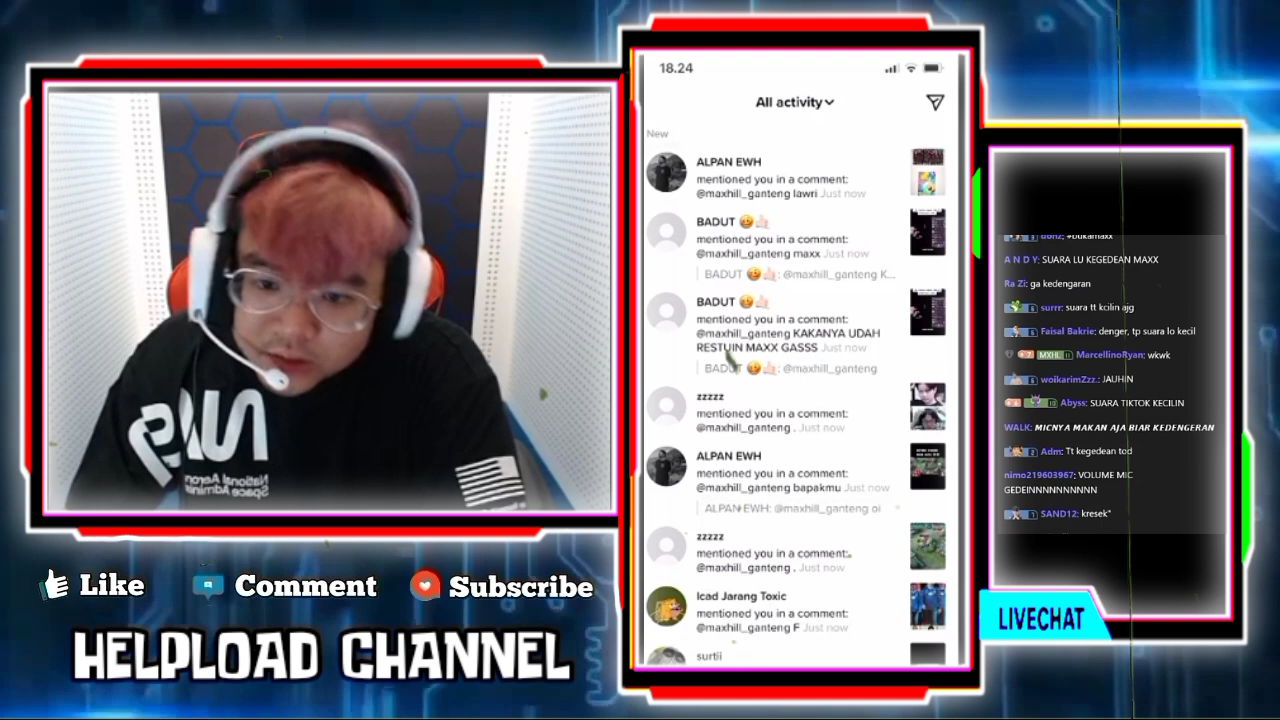 Like
Comment
Subscribe
HELPLOAD CHANNEL
18.24
All activity
New
ALPAN EWH
mentioned you in a comment:
@maxhill_ganteng lawri Just now
BADUT 🥴🤙🏻
mentioned you in a comment:
@maxhill_ganteng maxx Just now
BADUT 🥴🤙🏻: @maxhill_ganteng K...
BADUT 🥴🤙🏻
mentioned you in a comment:
@maxhill_ganteng KAKANYA UDAH
RESTUIN MAXX GASSS Just now
BADUT 🥴🤙🏻: @maxhill_ganteng
zzzzz
mentioned you in a comment:
@maxhill_ganteng . Just now
ALPAN EWH
mentioned you in a comment:
@maxhill_ganteng bapakmu Just now
ALPAN EWH: @maxhill_ganteng oi
zzzzz
mentioned you in a comment:
@maxhill_ganteng . Just now
Icad Jarang Toxic
mentioned you in a comment:
@maxhill_ganteng F Just now
surtii
#bukamaxx
A N D Y: SUARA LU KEGEDEAN MAXX
Ra Zi: ga kedengaran
surrr: suara tt kcilin ajg
Faisal Bakrie: denger, tp suara lo kecil
MXHL MarcellinoRyan: wkwk
woikarimZzz.: JAUHIN
Abyss: SUARA TIKTOK KECILIN
WALK: MICNYA MAKAN AJA BIAR KEDENGERAN
Adm: Tt kegedean tod
nimo219603967: VOLUME MIC
GEDEINNNNNNNNNN
SAND12: kresek"
LIVECHAT